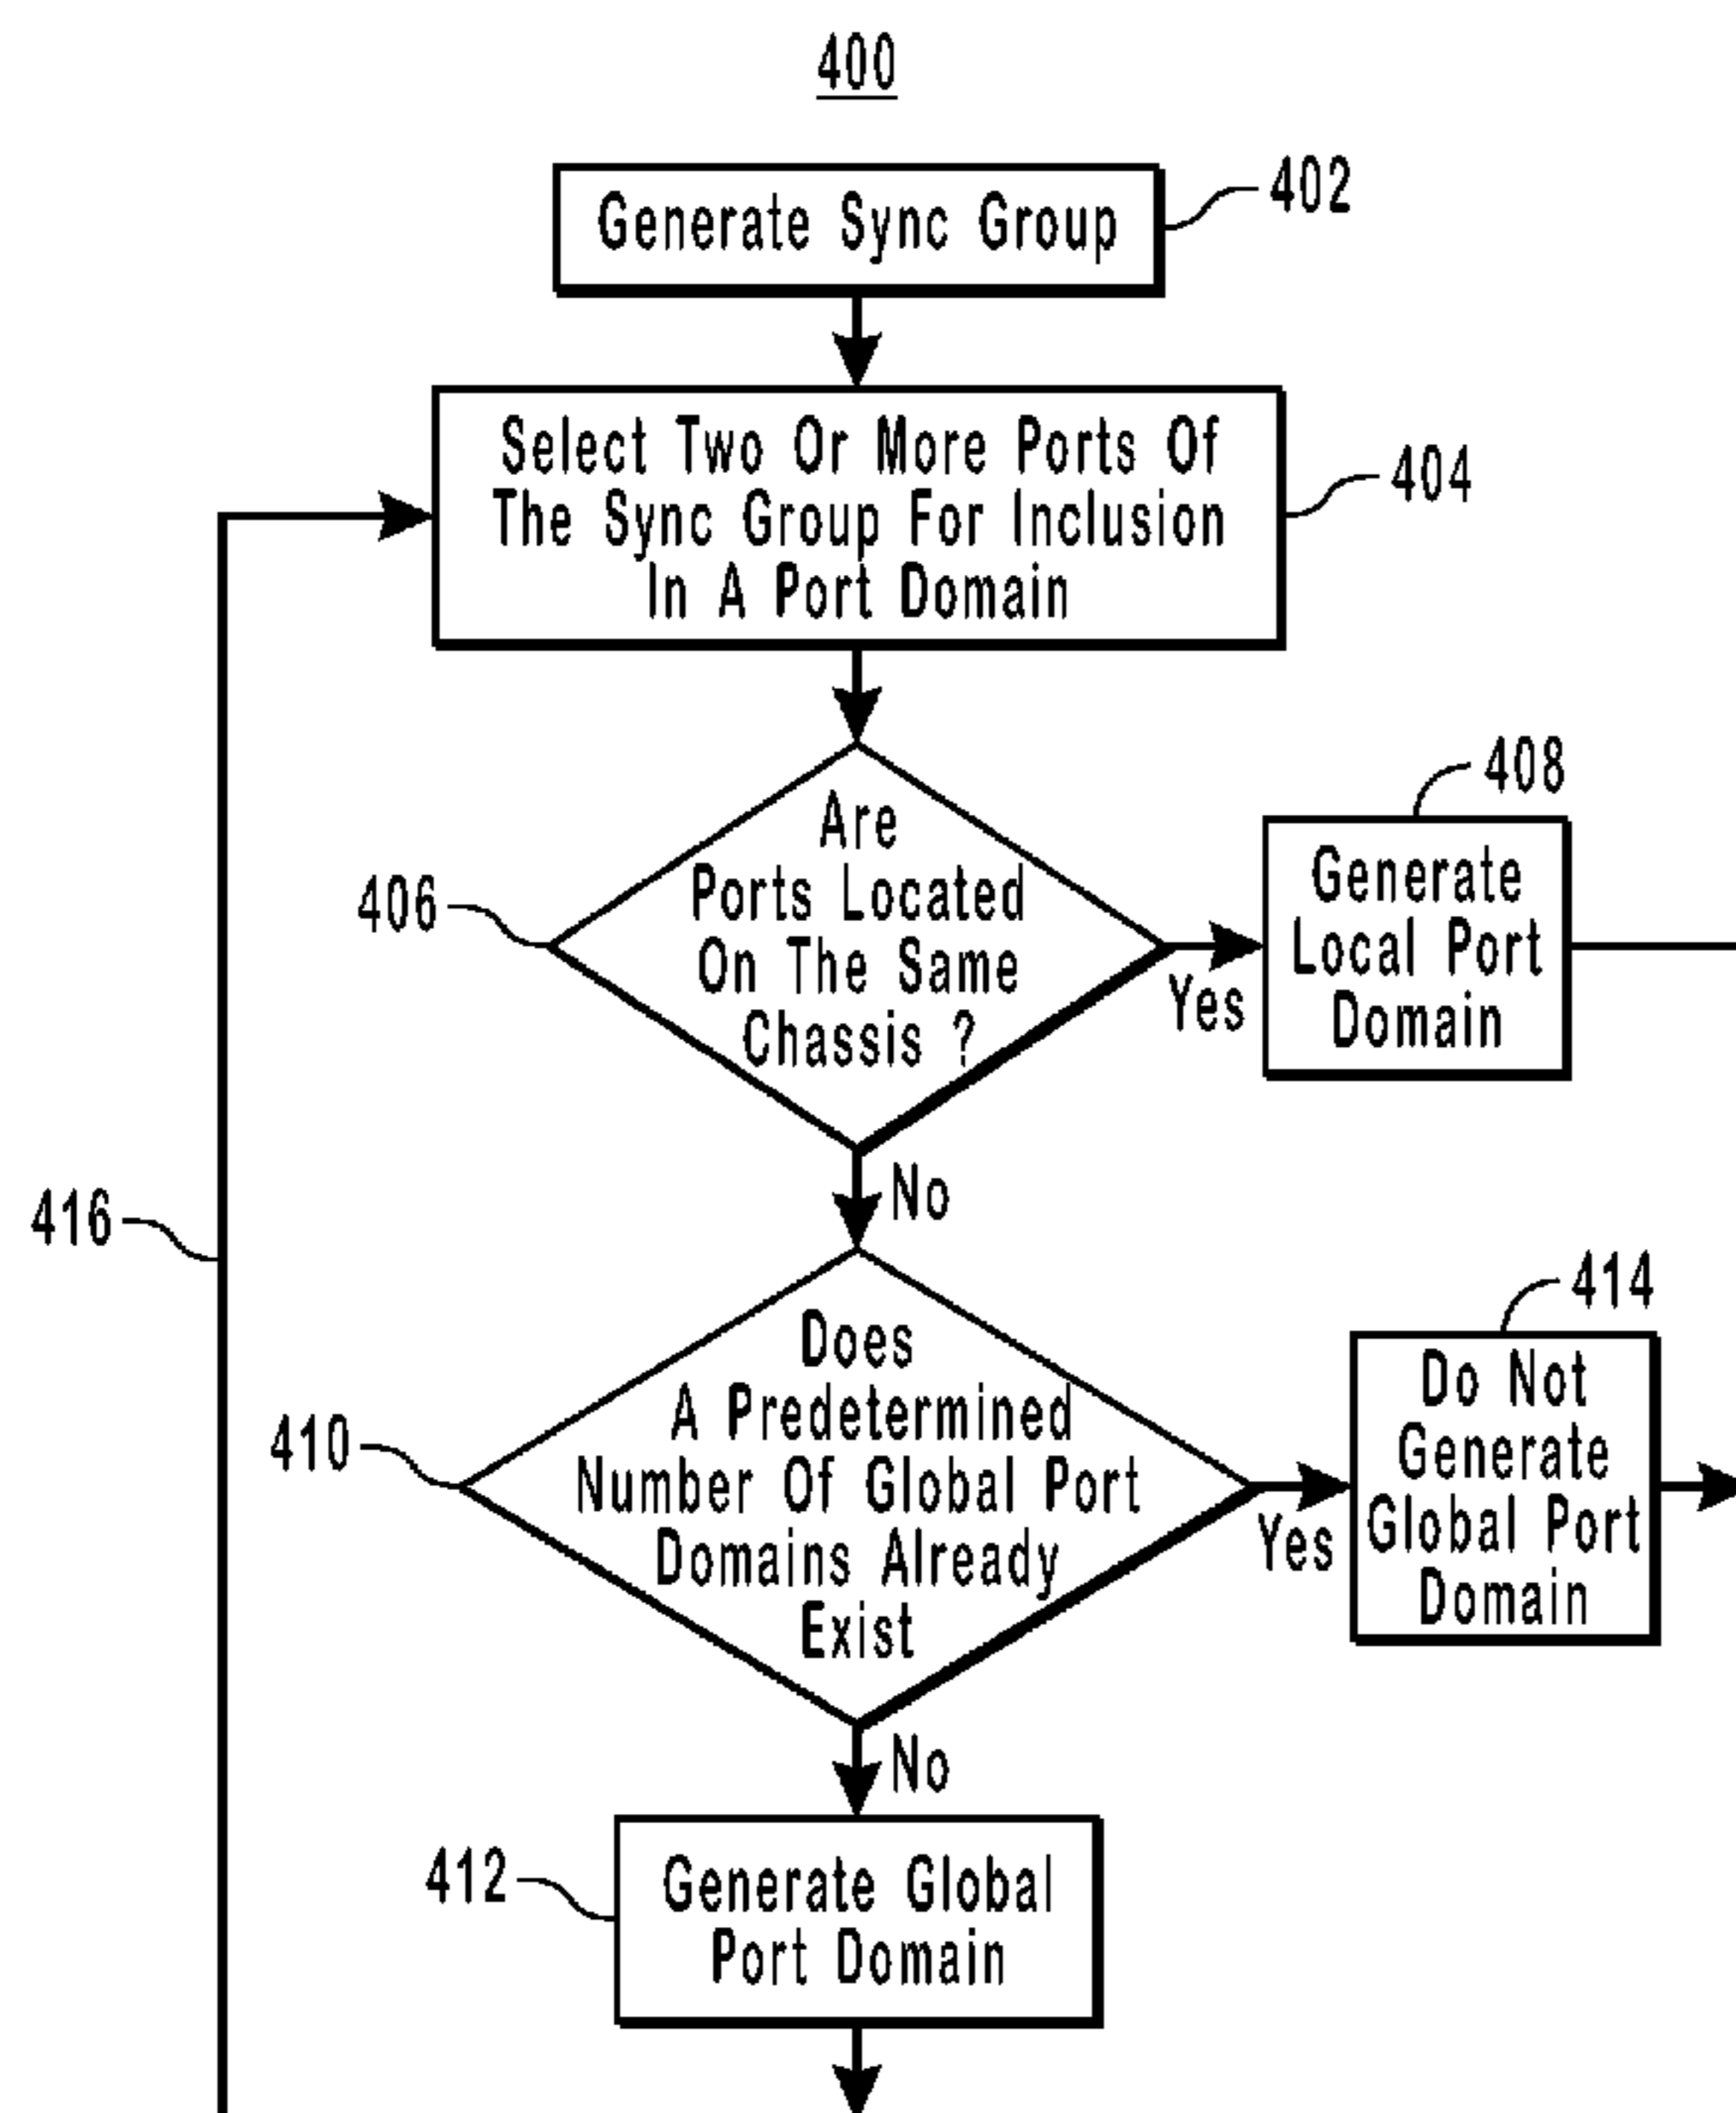 400
Generate Sync Group
402
Select Two Or More Ports Of
The Sync Group For Inclusion
In A Port Domain
404
Are
Ports Located
On The Same
Chassis ?
406
Yes
408
Generate
Local Port
Domain
No
416
Does
A Predetermined
Number Of Global Port
Domains Already
Exist
410
Yes
414
Do Not
Generate
Global Port
Domain
No
412
Generate Global
Port Domain